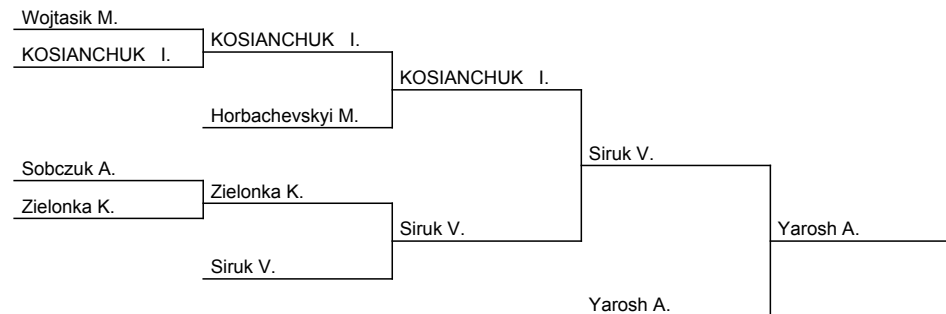 Wojtasik M.
KOSIANCHUK I.
KOSIANCHUK I.
KOSIANCHUK I.
Horbachevskyi M.
Siruk V.
Sobczuk A.
Zielonka K.
Zielonka K.
Siruk V.
Yarosh A.
Siruk V.
Yarosh A.